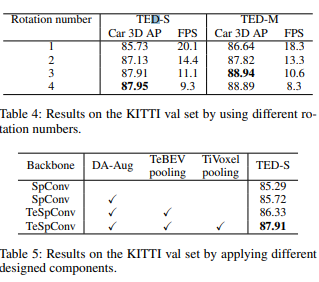 Rotation number TED-S TED-M
Car 3D AP FPS Car 3D AP FPS
1 85.73 20.1 86.64 18.3
2 87.13 14.4 87.82 13.3
3 87.91 11.1 88.94 10.6
4 87.95 9.3 88.89 8.3
Table 4: Results on the KITTI val set by using different ro-
tation numbers.
Backbone DA-Aug TeBEV pooling TiVoxel pooling TED-S
SpConv 85.29
SpConv ✓ 85.72
TeSpConv ✓ ✓ 86.33
TeSpConv ✓ ✓ ✓ 87.91
Table 5: Results on the KITTI val set by applying different
designed components.